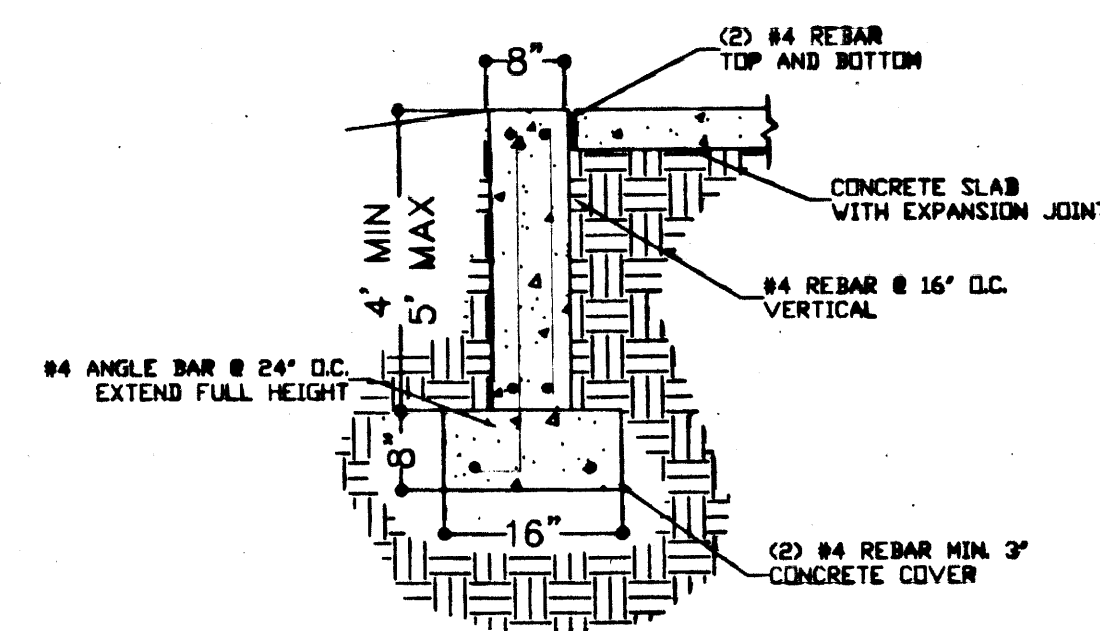 (2) #4 REBAR
TOP AND BOTTOM
8"
CONCRETE SLAB
WITH EXPANSION JOINT
4' MIN
5' MAX
#4 REBAR @ 16" O.C.
VERTICAL
#4 ANGLE BAR @ 24" O.C.
EXTEND FULL HEIGHT
8"
16"
(2) #4 REBAR MIN. 3"
CONCRETE COVER